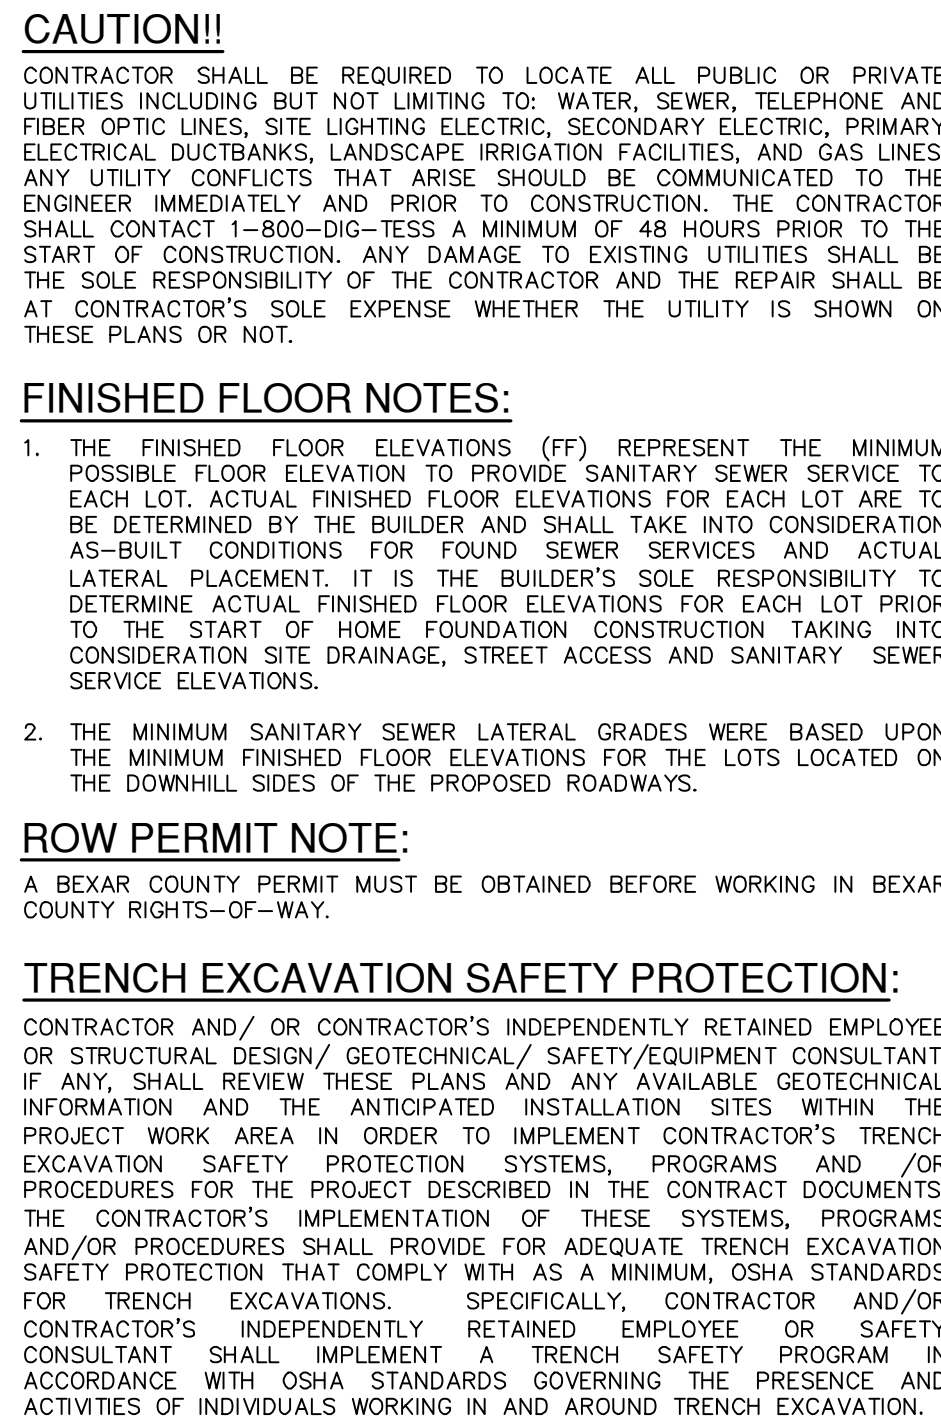 CAUTION!!
CONTRACTOR SHALL BE REQUIRED TO LOCATE ALL PUBLIC OR PRIVATE
UTILITIES INCLUDING BUT NOT LIMITING TO: WATER, SEWER, TELEPHONE AND
FIBER OPTIC LINES, SITE LIGHTING ELECTRIC, SECONDARY ELECTRIC, PRIMARY
ELECTRICAL DUCTBANKS, LANDSCAPE IRRIGATION FACILITIES, AND GAS LINES
ANY UTILITY CONFLICTS THAT ARISE SHOULD BE COMMUNICATED TO THE
ENGINEER IMMEDIATELY AND PRIOR TO CONSTRUCTION. THE CONTRACTOR
SHALL CONTACT 1-800-DIG-TESS A MINIMUM OF 48 HOURS PRIOR TO THE
START OF CONSTRUCTION. ANY DAMAGE TO EXISTING UTILITIES SHALL BE
THE SOLE RESPONSIBILITY OF THE CONTRACTOR AND THE REPAIR SHALL BE
AT CONTRACTOR'S SOLE EXPENSE WHETHER THE UTILITY IS SHOWN ON
THESE PLANS OR NOT.
FINISHED FLOOR NOTES:
1. THE FINISHED FLOOR ELEVATIONS (FF) REPRESENT THE MINIMUM
POSSIBLE FLOOR ELEVATION TO PROVIDE SANITARY SEWER SERVICE TO
EACH LOT. ACTUAL FINISHED FLOOR ELEVATIONS FOR EACH LOT ARE TO
BE DETERMINED BY THE BUILDER AND SHALL TAKE INTO CONSIDERATION
AS-BUILT CONDITIONS FOR FOUND SEWER SERVICES AND ACTUAL
LATERAL PLACEMENT. IT IS THE BUILDER'S SOLE RESPONSIBILITY TO
DETERMINE ACTUAL FINISHED FLOOR ELEVATIONS FOR EACH LOT PRIOR
TO THE START OF HOME FOUNDATION CONSTRUCTION TAKING INTO
CONSIDERATION SITE DRAINAGE, STREET ACCESS AND SANITARY SEWER
SERVICE ELEVATIONS.
2. THE MINIMUM SANITARY SEWER LATERAL GRADES WERE BASED UPON
THE MINIMUM FINISHED FLOOR ELEVATIONS FOR THE LOTS LOCATED ON
THE DOWNHILL SIDES OF THE PROPOSED ROADWAYS.
ROW PERMIT NOTE:
A BEXAR COUNTY PERMIT MUST BE OBTAINED BEFORE WORKING IN BEXAR
COUNTY RIGHTS-OF-WAY.
TRENCH EXCAVATION SAFETY PROTECTION:
CONTRACTOR AND/ OR CONTRACTOR'S INDEPENDENTLY RETAINED EMPLOYEE
OR STRUCTURAL DESIGN/ GEOTECHNICAL/ SAFETY/EQUIPMENT CONSULTANT
IF ANY, SHALL REVIEW THESE PLANS AND ANY AVAILABLE GEOTECHNICAL
INFORMATION AND THE ANTICIPATED INSTALLATION SITES WITHIN THE
PROJECT WORK AREA IN ORDER TO IMPLEMENT CONTRACTOR'S TRENCH
EXCAVATION SAFETY PROTECTION SYSTEMS, PROGRAMS AND /OR
PROCEDURES FOR THE PROJECT DESCRIBED IN THE CONTRACT DOCUMENTS
THE CONTRACTOR'S IMPLEMENTATION OF THESE SYSTEMS, PROGRAMS
AND/OR PROCEDURES SHALL PROVIDE FOR ADEQUATE TRENCH EXCAVATION
SAFETY PROTECTION THAT COMPLY WITH AS A MINIMUM, OSHA STANDARDS
FOR TRENCH EXCAVATIONS. SPECIFICALLY, CONTRACTOR AND/OR
CONTRACTOR'S INDEPENDENTLY RETAINED EMPLOYEE OR SAFETY
CONSULTANT SHALL IMPLEMENT A TRENCH SAFETY PROGRAM IN
ACCORDANCE WITH OSHA STANDARDS GOVERNING THE PRESENCE AND
ACTIVITIES OF INDIVIDUALS WORKING IN AND AROUND TRENCH EXCAVATION.